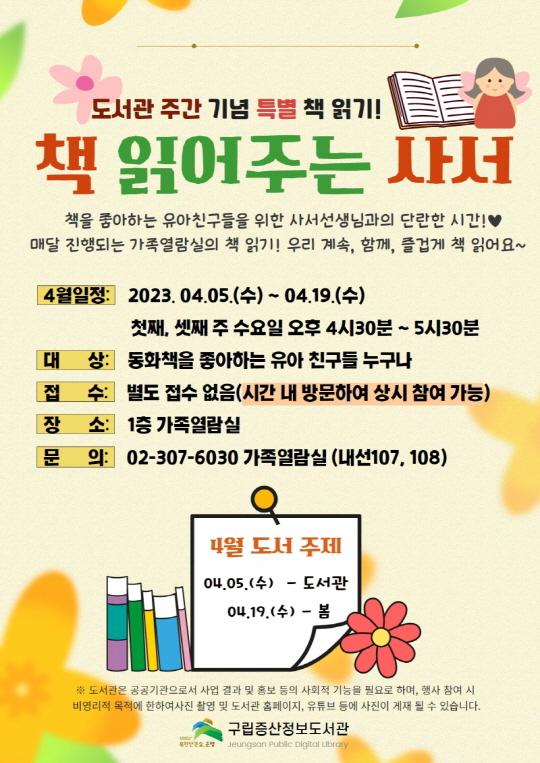 도서관 주간 기념 특별 책 읽기!
책 읽어주는 사서
책을 좋아하는 유아친구들을 위한 사서선생님과의 단란한 시간!♥
매달 진행되는 가족열람실의 책 읽기! 우리 계속, 함께, 즐겁게 책 읽어요~
4월일정: 2023. 04.05.(수) ~ 04.19.(수)
첫째, 셋째 주 수요일 오후 4시30분 ~ 5시30분
대 상: 동화책을 좋아하는 유아 친구들 누구나
접 수: 별도 접수 없음(시간 내 방문하여 상시 참여 가능)
장 소: 1층 가족열람실
문 의: 02-307-6030 가족열람실 (내선107, 108)
4월 도서 주제
04.05.(수) - 도서관
04.19.(수) - 봄
※ 도서관은 공공기관으로서 사업 결과 및 홍보 등의 사회적 기능을 필요로 하며, 행사 참여 시
비영리적 목적에 한하여사진 촬영 및 도서관 홈페이지, 유튜브 등에 사진이 게재 될 수 있습니다.
구립증산정보도서관
Jeungsan Public Digital Library